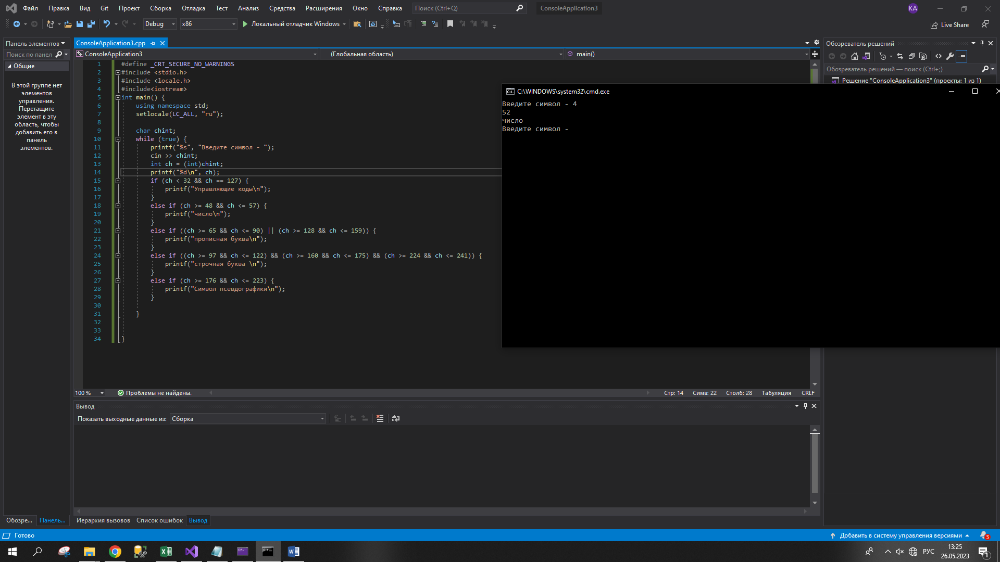 Файл Правка Вид Git Проект Сборка Отладка Тест Анализ Средства Расширения Окно Справка Поиск (Ctrl+Q) ConsoleApplication3 KA
Debug x86 Локальный отладчик Windows Live Share
Панель элементов
Поиск по панел
Общие
В этой группе нет
элементов
управления.
Перетащите
элемент в эту
область, чтобы
добавить его в
панель
элементов.
ConsoleApplication3.cpp
ConsoleApplication3 (Глобальная область) main()
1 #define _CRT_SECURE_NO_WARNINGS
2 #include <stdio.h>
3 #include <locale.h>
4 #include<iostream>
5 int main() {
6 using namespace std;
7 setlocale(LC_ALL, "ru");
8
9 char chint;
10 while (true) {
11 printf("%s", "Введите символ - ");
12 cin >> chint;
13 int ch = (int)chint;
14 printf("%d\n", ch);
15 if (ch < 32 && ch == 127) {
16 printf("Управляющие коды\n");
17 }
18 else if (ch >= 48 && ch <= 57) {
19 printf("число\n");
20 }
21 else if ((ch >= 65 && ch <= 90) || (ch >= 128 && ch <= 159)) {
22 printf("прописная буква\n");
23 }
24 else if ((ch >= 97 && ch <= 122) && (ch >= 160 && ch <= 175) && (ch >= 224 && ch <= 241)) {
25 printf("строчная буква \n");
26 }
27 else if (ch >= 176 && ch <= 223) {
28 printf("Символ псевдографики\n");
29 }
30
31 }
32
33
34 }
C:\WINDOWS\system32\cmd.exe
Введите символ - 4
52
число
Введите символ -
Обозреватель решений
Обозреватель решений — поиск (Ctrl+;)
Решение "ConsoleApplication3" (проекты: 1 из 1)
100 % Проблемы не найдены. Стр: 14 Симв: 22 Столб: 28 Табуляция CRLF
Вывод
Показать выходные данные из: Сборка
Обозре... Панель... Иерархия вызовов Список ошибок Вывод
Готово Добавить в систему управления версиями 3
РУС 13:25
26.05.2023 1